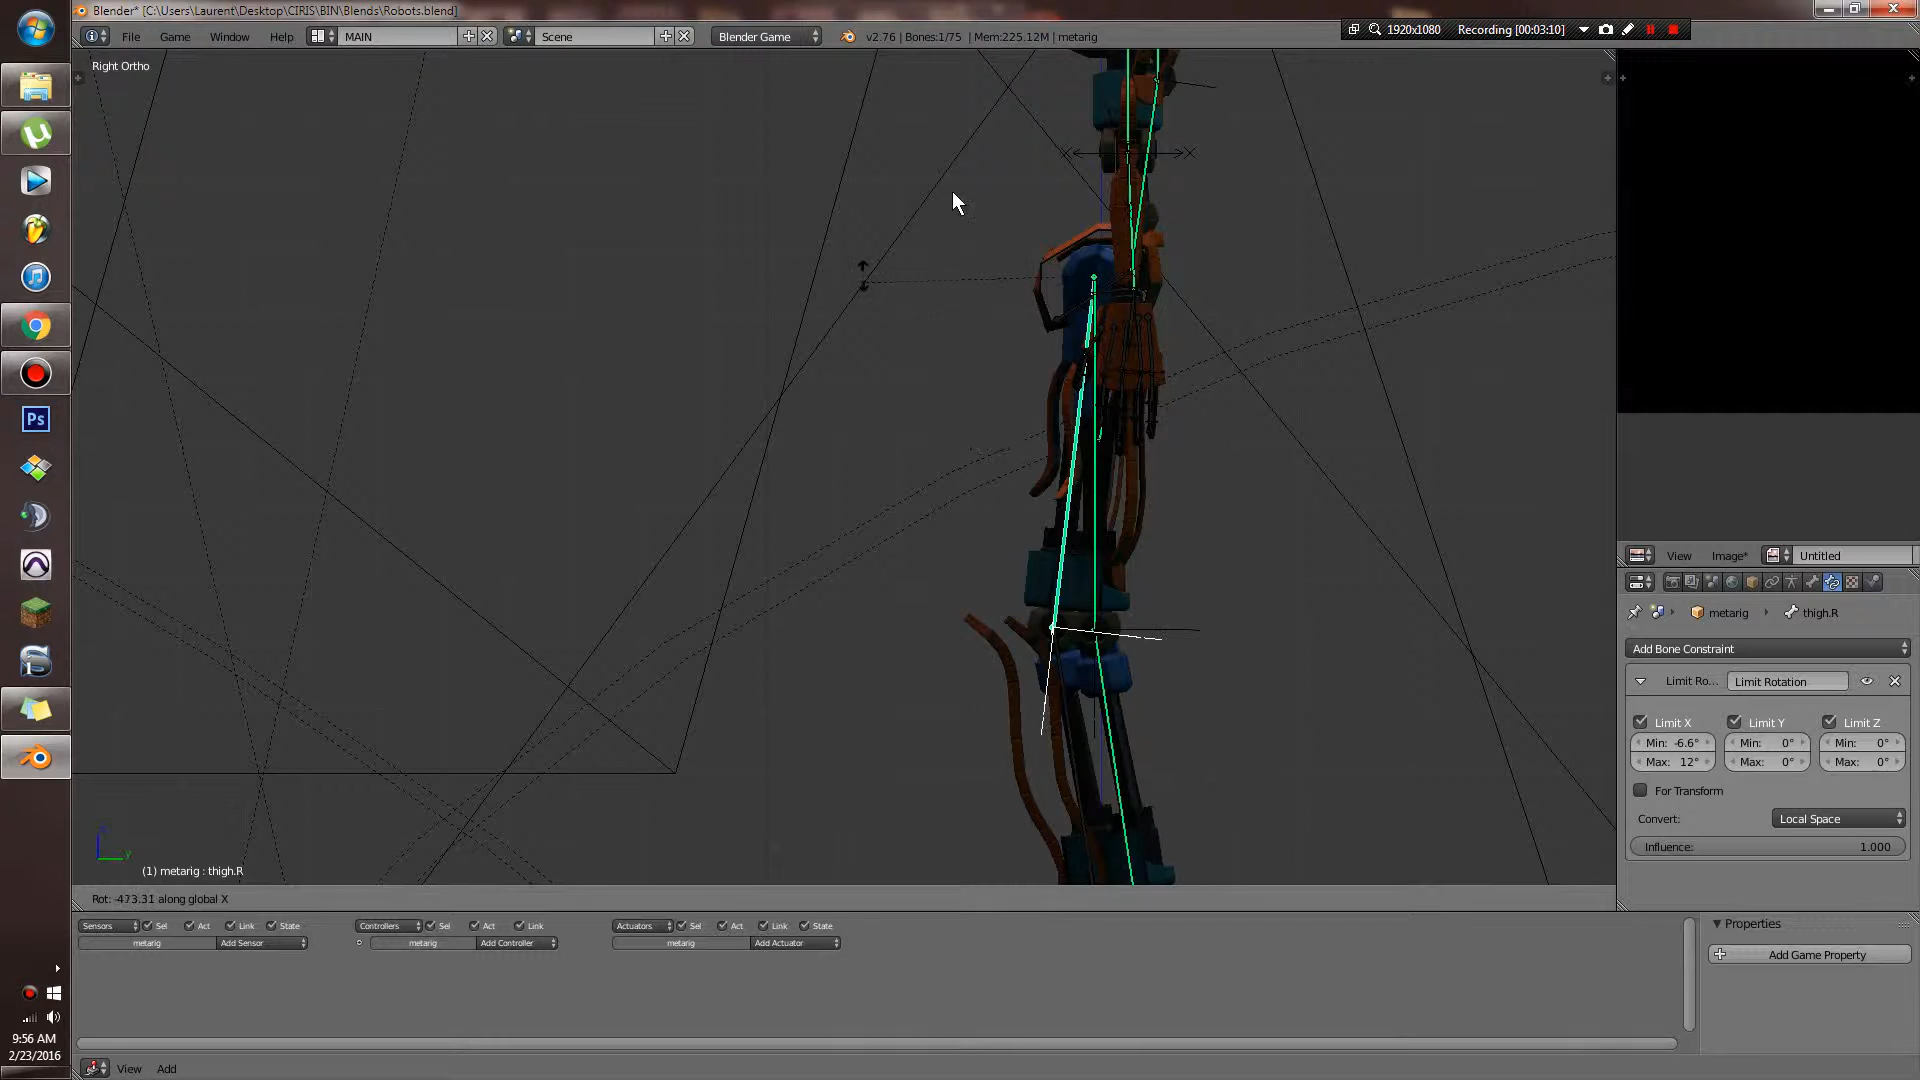 Blender* [C:\Users\Laurent\Desktop\CIRIS\BIN\Blends\Robots.blend]
File Game Window Help MAIN Scene Blender Game v2.76 | Bones:1/75 | Mem:225.12M | metarig
1920x1080 Recording [00:03:10]
Right Ortho
Ps
View Image* Untitled
metarig thigh.R
Add Bone Constraint
Limit Ro... Limit Rotation
Limit X Limit Y Limit Z
Min: -6.6° Min: 0° Min: 0°
Max: 12° Max: 0° Max: 0°
For Transform
Convert: Local Space
Influence: 1.000
y
(1) metarig : thigh.R
Rot: -473.31 along global X
Sensors Sel Act Link State Controllers Sel Act Link Actuators Sel Act Link State
metarig Add Sensor metarig Add Controller metarig Add Actuator
Properties
Add Game Property
9:56 AM
2/23/2016
View Add